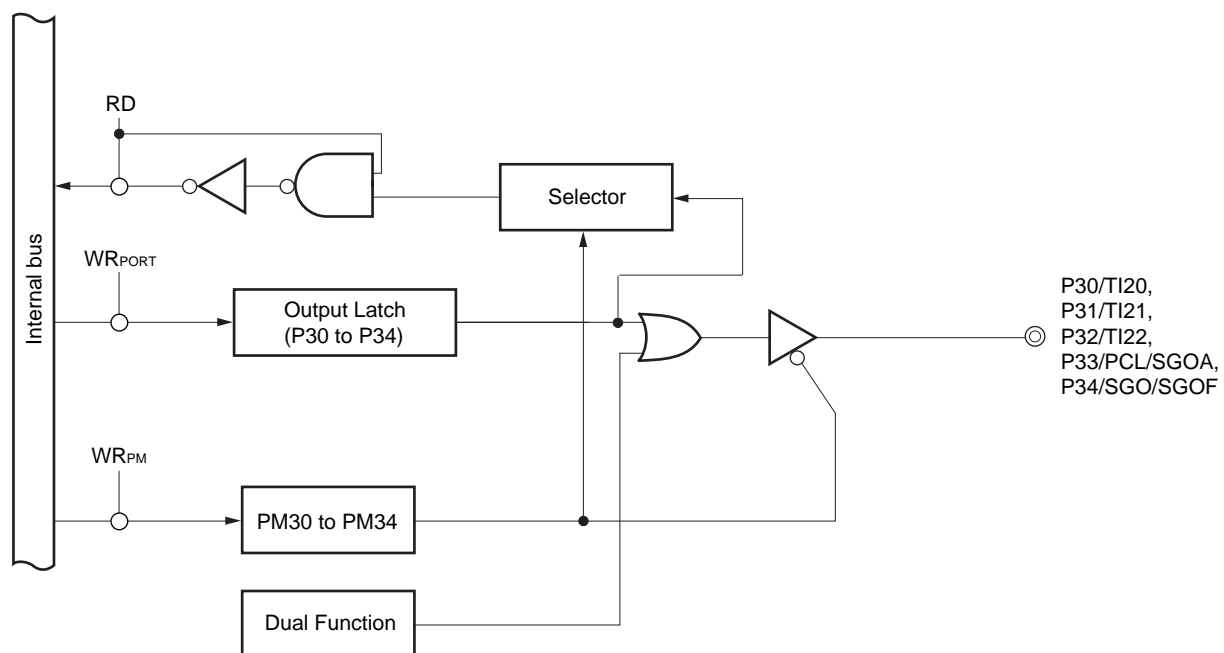 Internal bus
RD
Selector
WRPORT
Output Latch
(P30 to P34)
P30/TI20,
P31/TI21,
P32/TI22,
P33/PCL/SGOA,
P34/SGO/SGOF
WRPM
PM30 to PM34
Dual Function